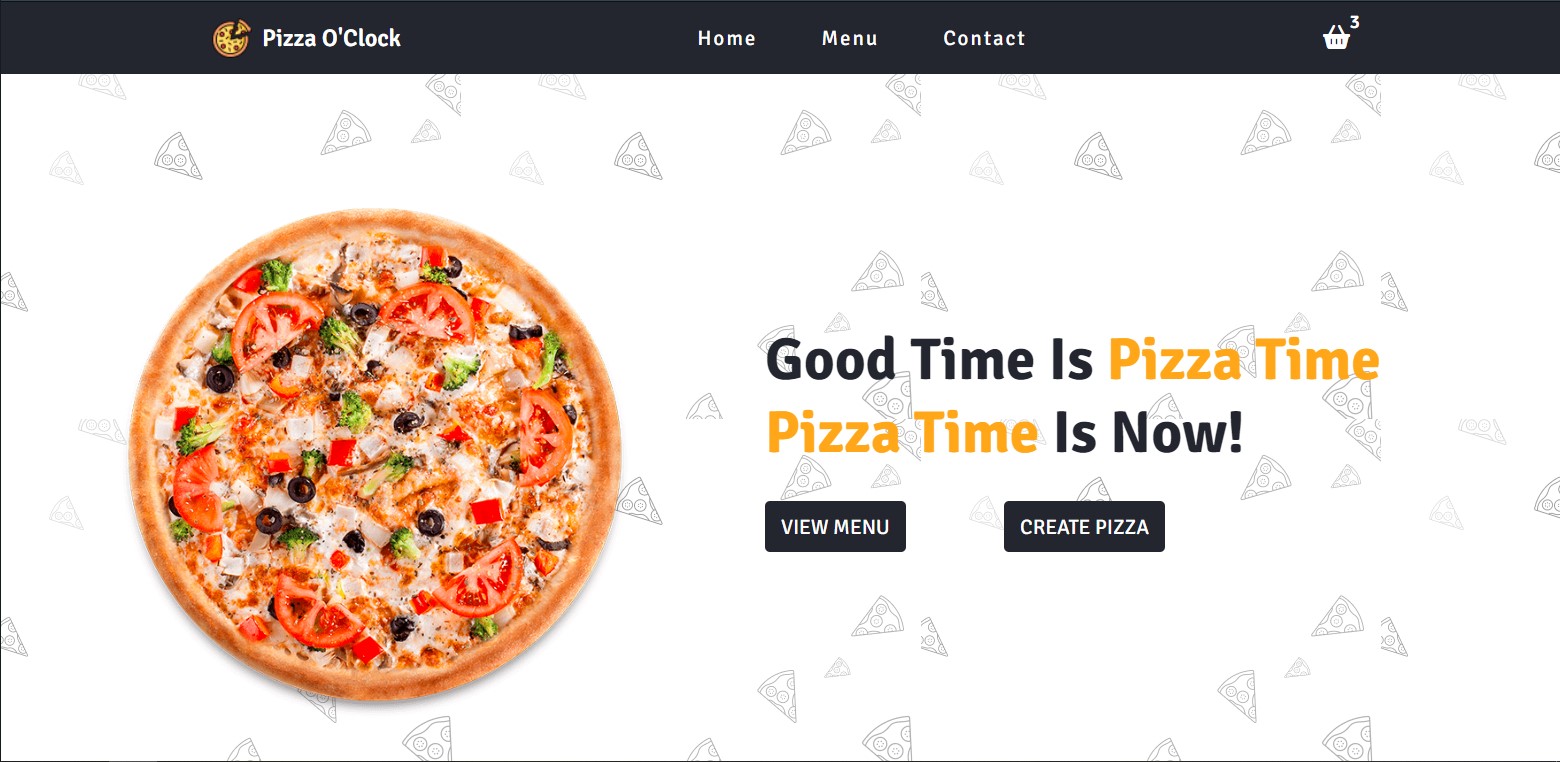 Pizza O'Clock Home Menu Contact 3
Good Time Is Pizza Time
Pizza Time Is Now!
VIEW MENU CREATE PIZZA